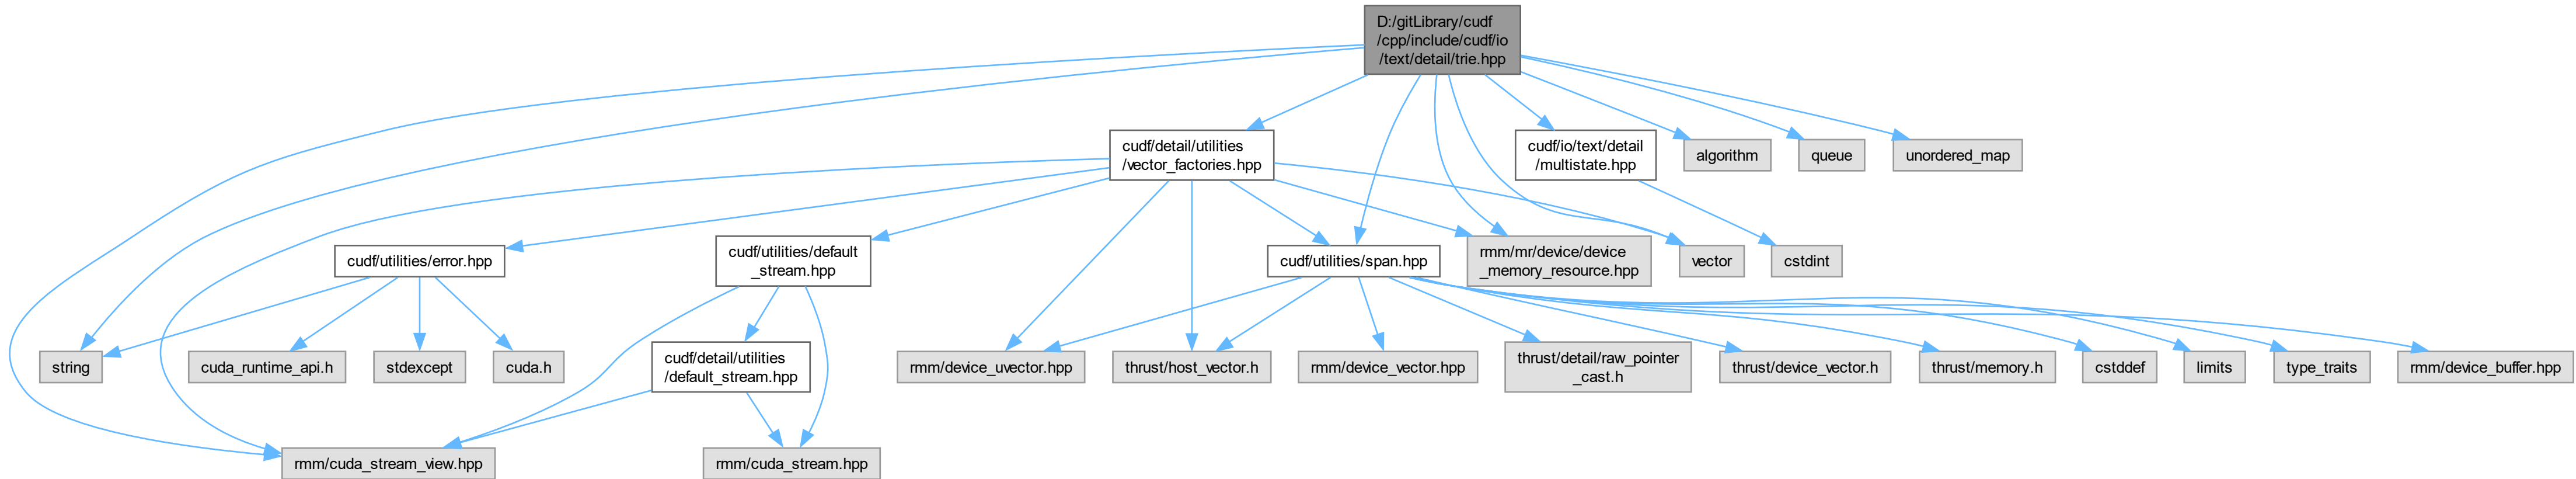 D:/gitLibrary/cudf
/cpp/include/cudf/io
/text/detail/trie.hpp
cudf/detail/utilities
/vector_factories.hpp
cudf/io/text/detail
/multistate.hpp
algorithm
queue
unordered_map
cudf/utilities/error.hpp
cudf/utilities/default
_stream.hpp
cudf/utilities/span.hpp
rmm/mr/device/device
_memory_resource.hpp
vector
cstdint
string
cuda_runtime_api.h
stdexcept
cuda.h
cudf/detail/utilities
/default_stream.hpp
rmm/device_uvector.hpp
thrust/host_vector.h
rmm/device_vector.hpp
thrust/detail/raw_pointer
_cast.h
thrust/device_vector.h
thrust/memory.h
cstddef
limits
type_traits
rmm/device_buffer.hpp
rmm/cuda_stream_view.hpp
rmm/cuda_stream.hpp